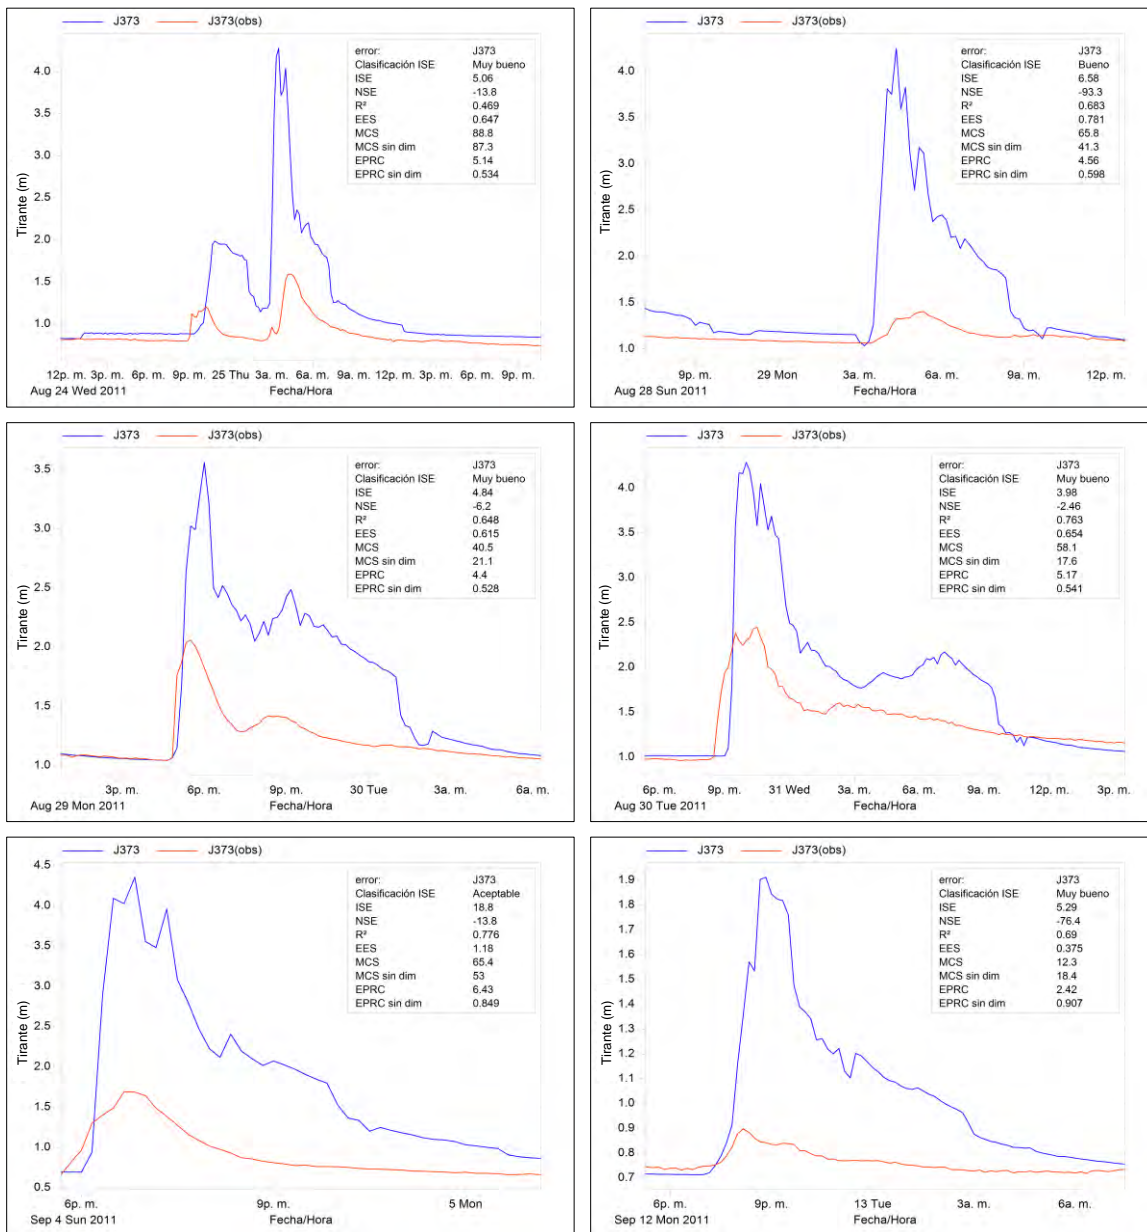 J373 J373(obs)
error: J373
Clasificación ISE Muy bueno
ISE 5.06
NSE -13.8
R² 0.469
EES 0.647
MCS 88.8
MCS sin dim 87.3
EPRC 5.14
EPRC sin dim 0.534
Tirante (m)
4.0
3.5
3.0
2.5
2.0
1.5
1.0
12p. m. 3p. m. 6p. m. 9p. m. 25 Thu 3a. m. 6a. m. 9a. m. 12p. m. 3p. m. 6p. m. 9p. m.
Aug 24 Wed 2011 Fecha/Hora
J373 J373(obs)
error: J373
Clasificación ISE Bueno
ISE 6.58
NSE -93.3
R² 0.683
EES 0.781
MCS 65.8
MCS sin dim 41.3
EPRC 4.56
EPRC sin dim 0.598
Tirante (m)
4.0
3.5
3.0
2.5
2.0
1.5
1.0
9p. m. 29 Mon 3a. m. 6a. m. 9a. m. 12p. m.
Aug 28 Sun 2011 Fecha/Hora
J373 J373(obs)
error: J373
Clasificación ISE Muy bueno
ISE 4.84
NSE -6.2
R² 0.648
EES 0.615
MCS 40.5
MCS sin dim 21.1
EPRC 4.4
EPRC sin dim 0.528
Tirante (m)
3.5
3.0
2.5
2.0
1.5
1.0
3p. m. 6p. m. 9p. m. 30 Tue 3a. m. 6a. m.
Aug 29 Mon 2011 Fecha/Hora
J373 J373(obs)
error: J373
Clasificación ISE Muy bueno
ISE 3.98
NSE -2.46
R² 0.763
EES 0.654
MCS 58.1
MCS sin dim 17.6
EPRC 5.17
EPRC sin dim 0.541
Tirante (m)
4.0
3.5
3.0
2.5
2.0
1.5
1.0
6p. m. 9p. m. 31 Wed 3a. m. 6a. m. 9a. m. 12p. m. 3p. m.
Aug 30 Tue 2011 Fecha/Hora
J373 J373(obs)
error: J373
Clasificación ISE Aceptable
ISE 18.8
NSE -13.8
R² 0.776
EES 1.18
MCS 65.4
MCS sin dim 53
EPRC 6.43
EPRC sin dim 0.849
Tirante (m)
4.5
4.0
3.5
3.0
2.5
2.0
1.5
1.0
0.5
6p. m. 9p. m. 5 Mon
Sep 4 Sun 2011 Fecha/Hora
J373 J373(obs)
error: J373
Clasificación ISE Muy bueno
ISE 5.29
NSE -76.4
R² 0.69
EES 0.375
MCS 12.3
MCS sin dim 18.4
EPRC 2.42
EPRC sin dim 0.907
Tirante (m)
1.9
1.8
1.7
1.6
1.5
1.4
1.3
1.2
1.1
1.0
0.9
0.8
0.7
6p. m. 9p. m. 13 Tue 3a. m. 6a. m.
Sep 12 Mon 2011 Fecha/Hora